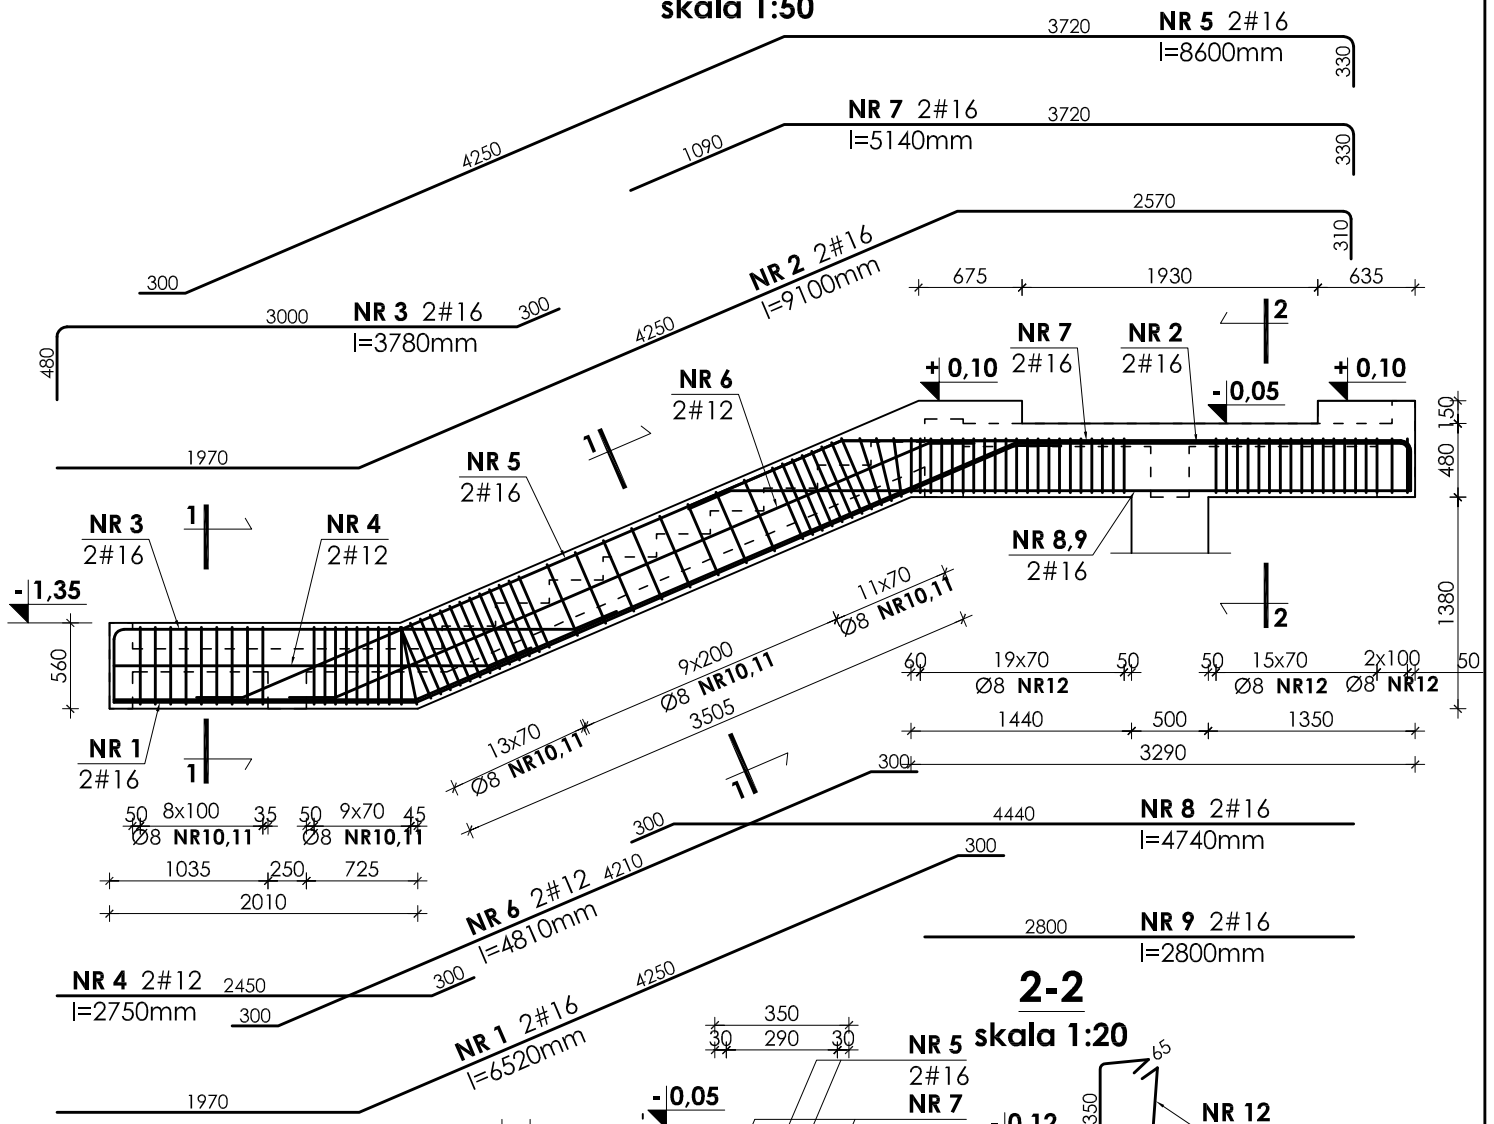 skala 1:50
3720
NR 5 2#16
l=8600mm
330
4250
300
NR 7 2#16
3720
l=5140mm
1090
330
2570
310
NR 2 2#16
l=9100mm
4250
1970
3000
NR 3 2#16
300
l=3780mm
480
675
1930
635
2
NR 7
2#16
NR 2
2#16
+ 0,10
- 0,05
+ 0,10
NR 6
2#12
1
NR 5
2#16
150
480
1380
NR 8,9
2#16
2
1
NR 3
2#16
NR 4
2#12
- 1,35
560
NR 1
2#16
1
11x70
Ø8 NR10,11
9x200
Ø8 NR10,11
3505
13x70
Ø8 NR10,11
1
60
19x70
50
50
15x70
2x100
50
Ø8 NR12
Ø8 NR12
Ø8 NR12
1440
500
1350
3290
50
8x100
35
50
9x70
45
Ø8 NR10,11
Ø8 NR10,11
1035
250
725
2010
300
300
4440
NR 8 2#16
l=4740mm
4210
NR 6 2#12
l=4810mm
300
300
2800
NR 9 2#16
l=2800mm
NR 4 2#12
2450
l=2750mm
300
4250
NR 1 2#16
l=6520mm
1970
2-2
skala 1:20
350
30
290
30
NR 5
2#16
NR 7
- 0,05
-0,12
65
350
NR 12